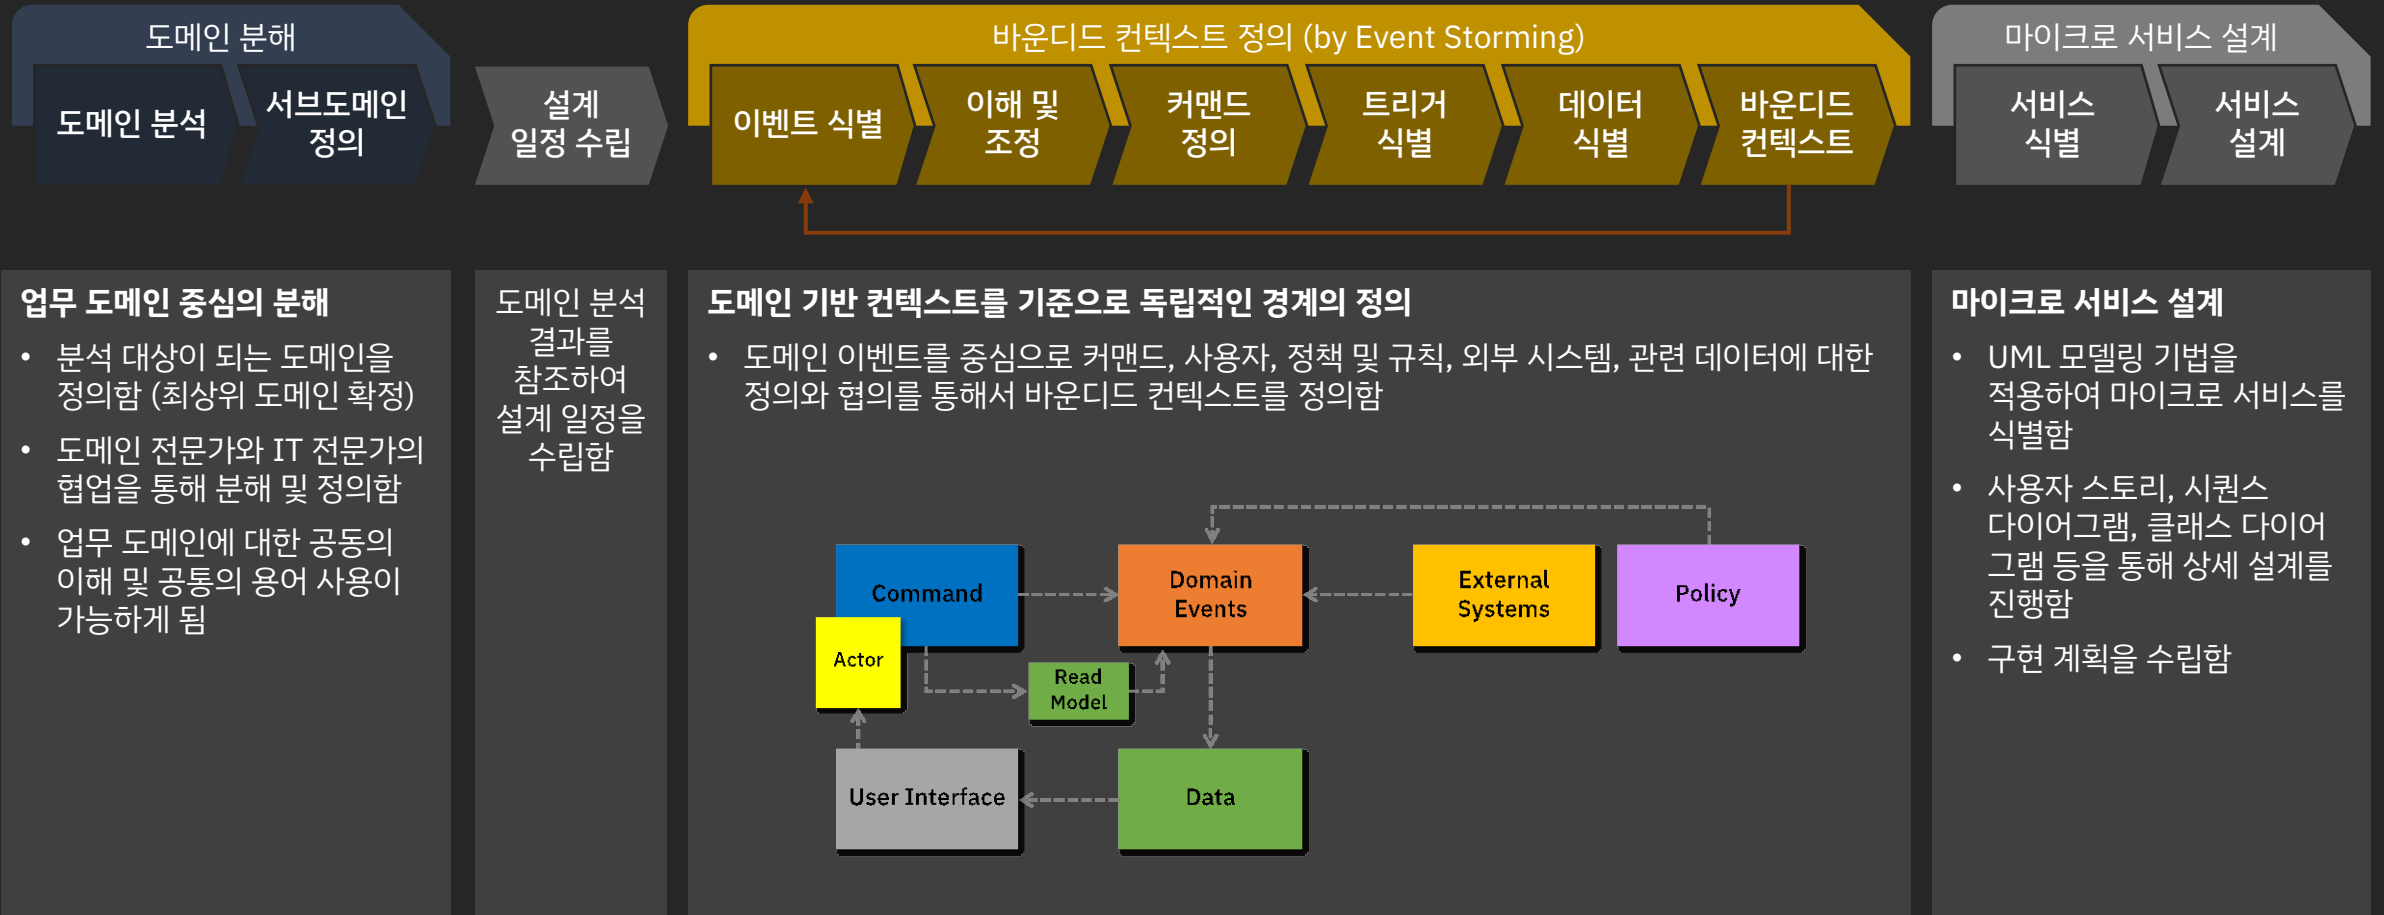 도메인 분해
도메인 분석
서브도메인
정의
설계
일정 수립
바운디드 컨텍스트 정의 (by Event Storming)
이벤트 식별
이해 및
조정
커맨드
정의
트리거
식별
데이터
식별
바운디드
컨텍스트
마이크로 서비스 설계
서비스
식별
서비스
설계
업무 도메인 중심의 분해
• 분석 대상이 되는 도메인을
정의함 (최상위 도메인 확정)
• 도메인 전문가와 IT 전문가의
협업을 통해 분해 및 정의함
• 업무 도메인에 대한 공동의
이해 및 공통의 용어 사용이
가능하게 됨
도메인 분석
결과를
참조하여
설계 일정을
수립함
도메인 기반 컨텍스트를 기준으로 독립적인 경계의 정의
• 도메인 이벤트를 중심으로 커맨드, 사용자, 정책 및 규칙, 외부 시스템, 관련 데이터에 대한
정의와 협의를 통해서 바운디드 컨텍스트를 정의함
Command
Actor
Domain
Events
External
Systems
Policy
Read
Model
User Interface
Data
마이크로 서비스 설계
• UML 모델링 기법을
적용하여 마이크로 서비스를
식별함
• 사용자 스토리, 시퀀스
다이어그램, 클래스 다이어
그램 등을 통해 상세 설계를
진행함
• 구현 계획을 수립함